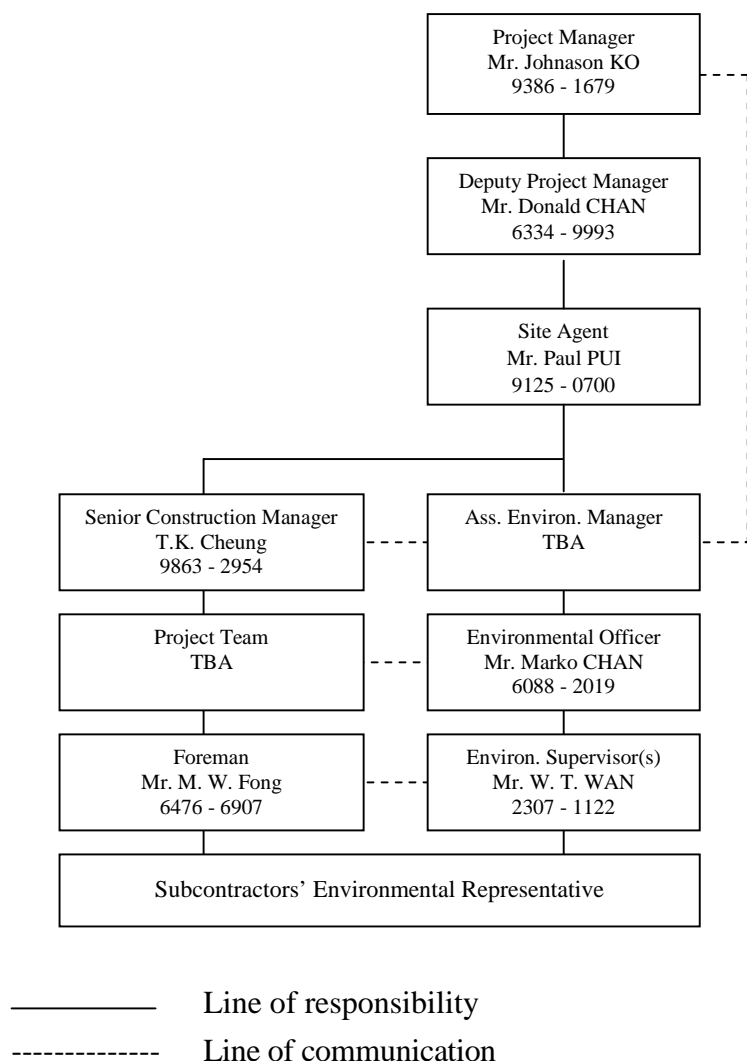 Project Manager
Mr. Johnason KO
9386 - 1679
Deputy Project Manager
Mr. Donald CHAN
6334 - 9993
Site Agent
Mr. Paul PUI
9125 - 0700
Senior Construction Manager
T.K. Cheung
9863 - 2954
Ass. Environ. Manager
TBA
Project Team
TBA
Environmental Officer
Mr. Marko CHAN
6088 - 2019
Foreman
Mr. M. W. Fong
6476 - 6907
Environ. Supervisor(s)
Mr. W. T. WAN
2307 - 1122
Subcontractors’ Environmental Representative
Line of responsibility
Line of communication